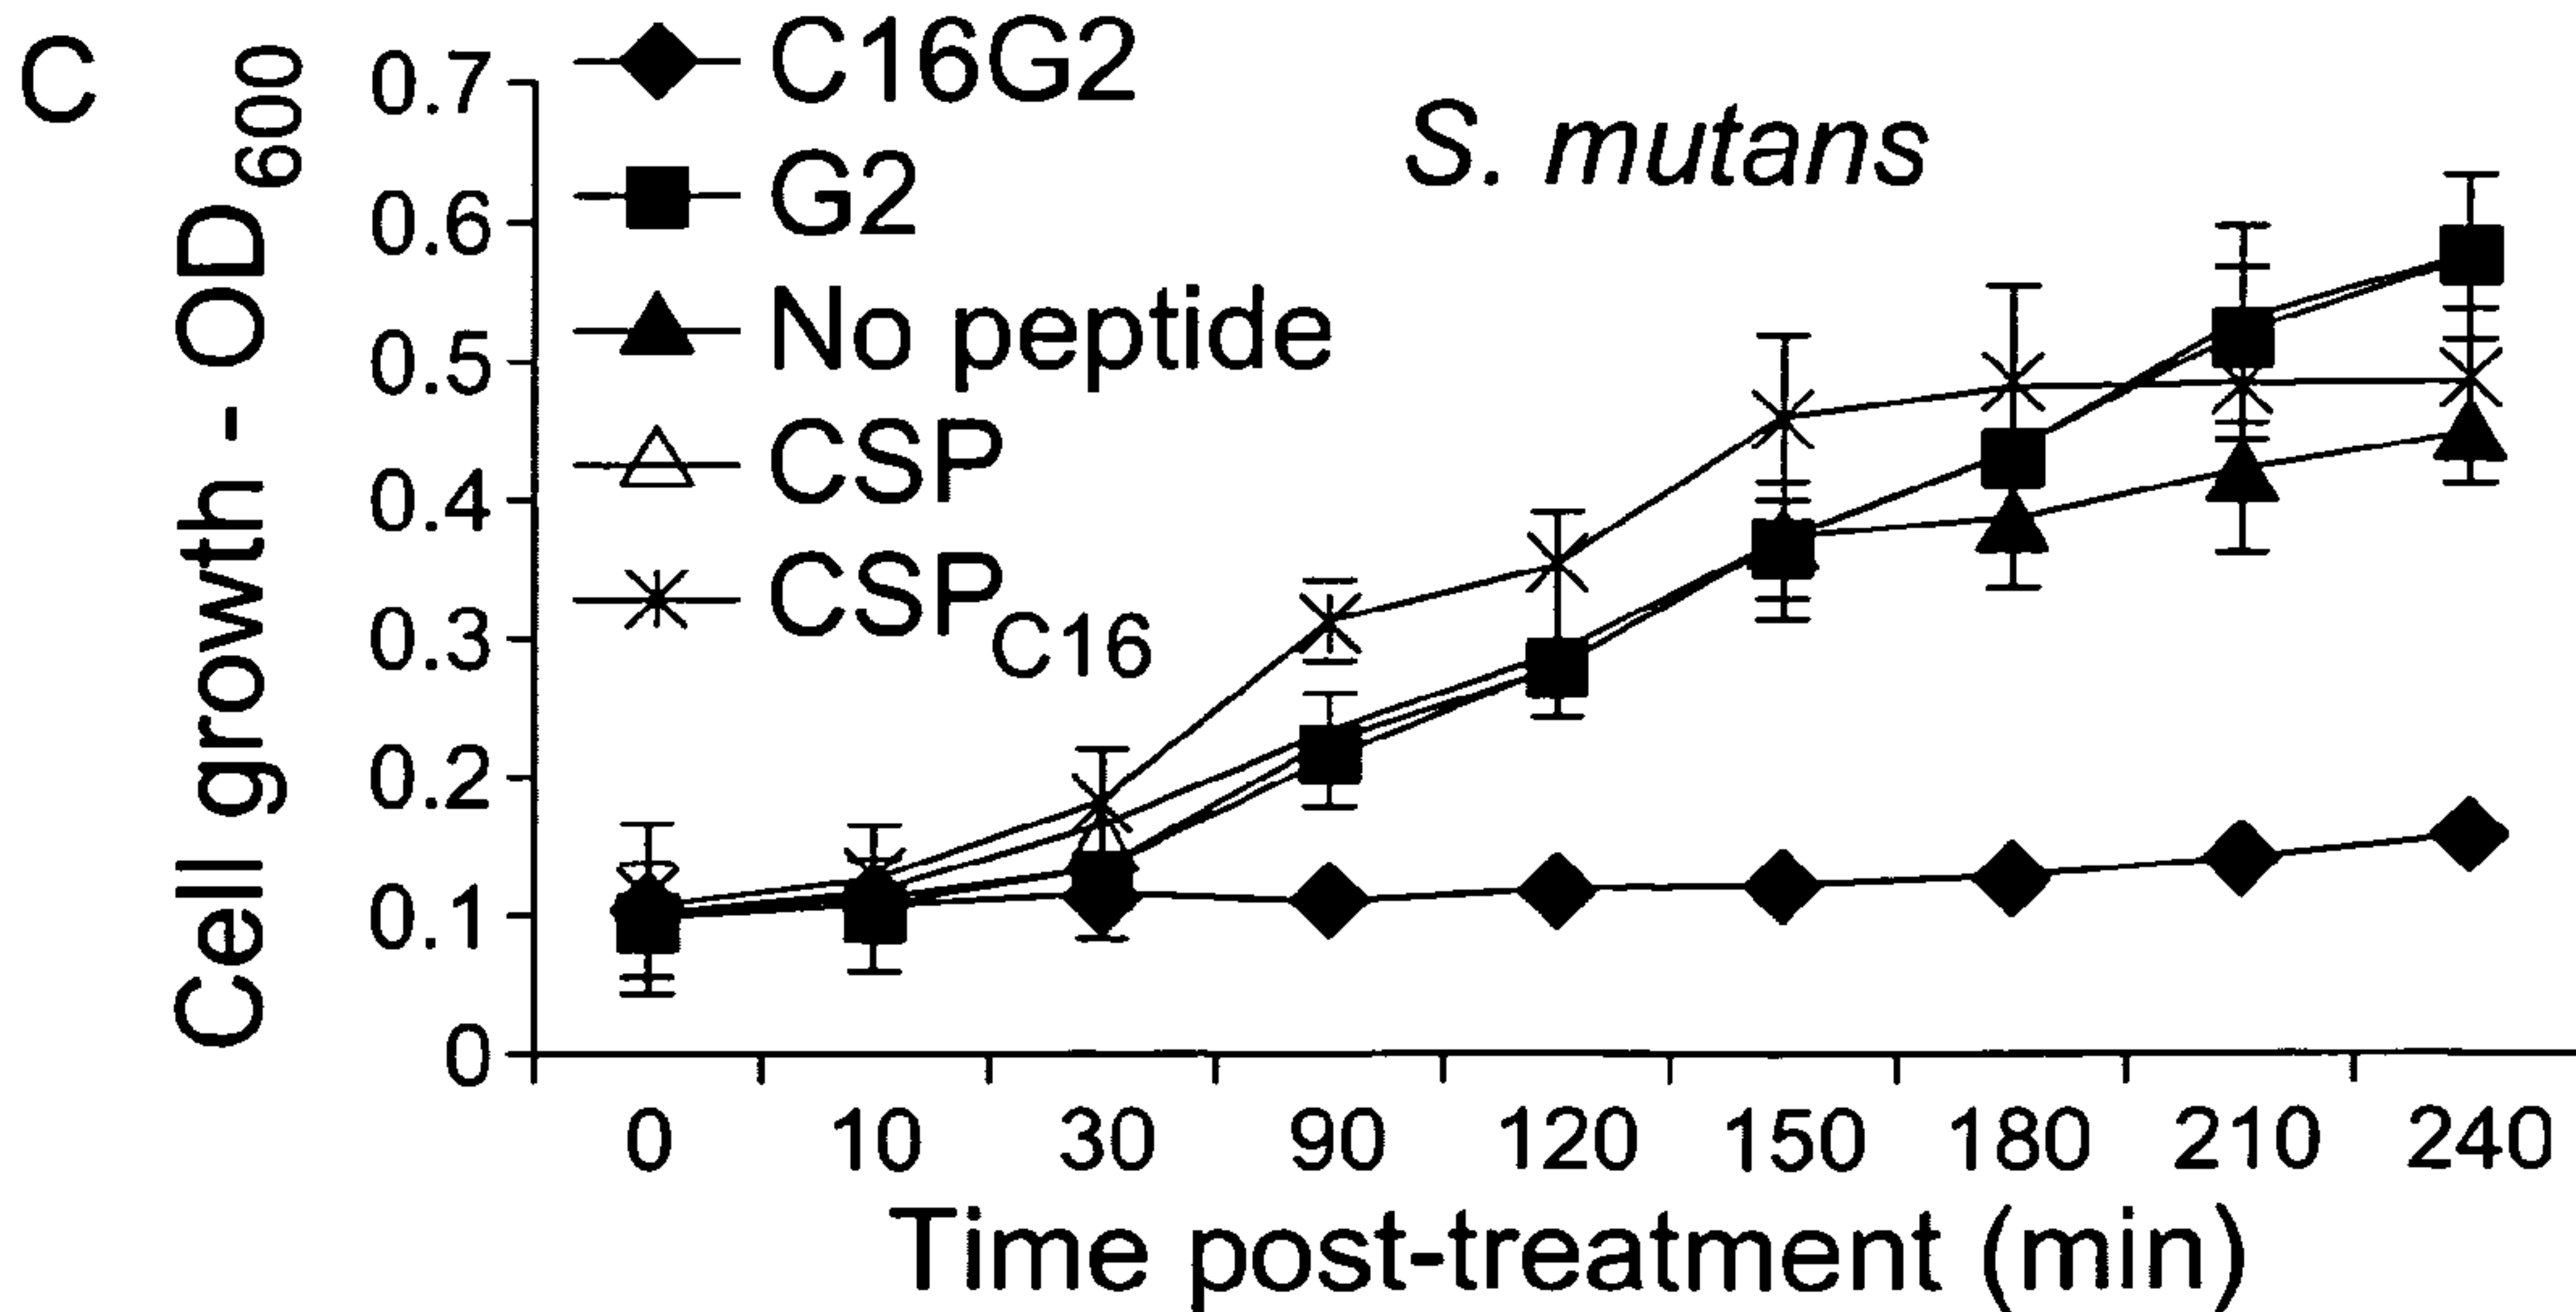 C
Cell growth - OD600
0.7
0.6
0.5
0.4
0.3
0.2
0.1
0
C16G2
G2
No peptide
CSP
CSPC16
S. mutans
0 10 30 90 120 150 180 210 240
Time post-treatment (min)